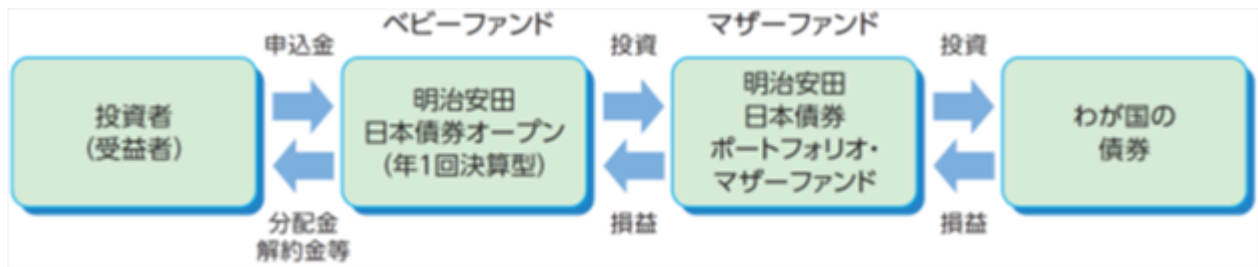 ベビーファンド
マザーファンド
申込金
投資
投資
投資者
(受益者)
明治安田
日本債券オープン
(年1回決算型)
明治安田
日本債券
ポートフォリオ・
マザーファンド
わが国の
債券
分配金
解約金等
損益
損益